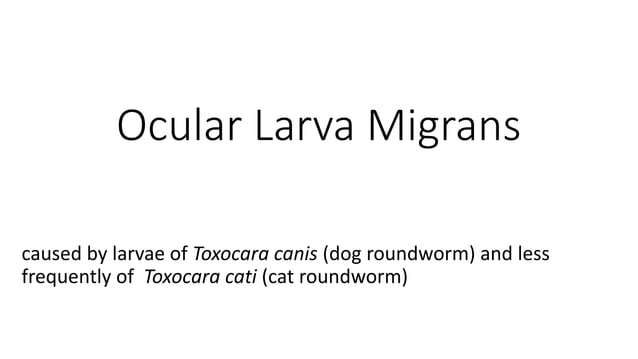 Ocular Larva Migrans
caused by larvae of Toxocara canis (dog roundworm) and less
frequently of  Toxocara cati (cat roundworm)